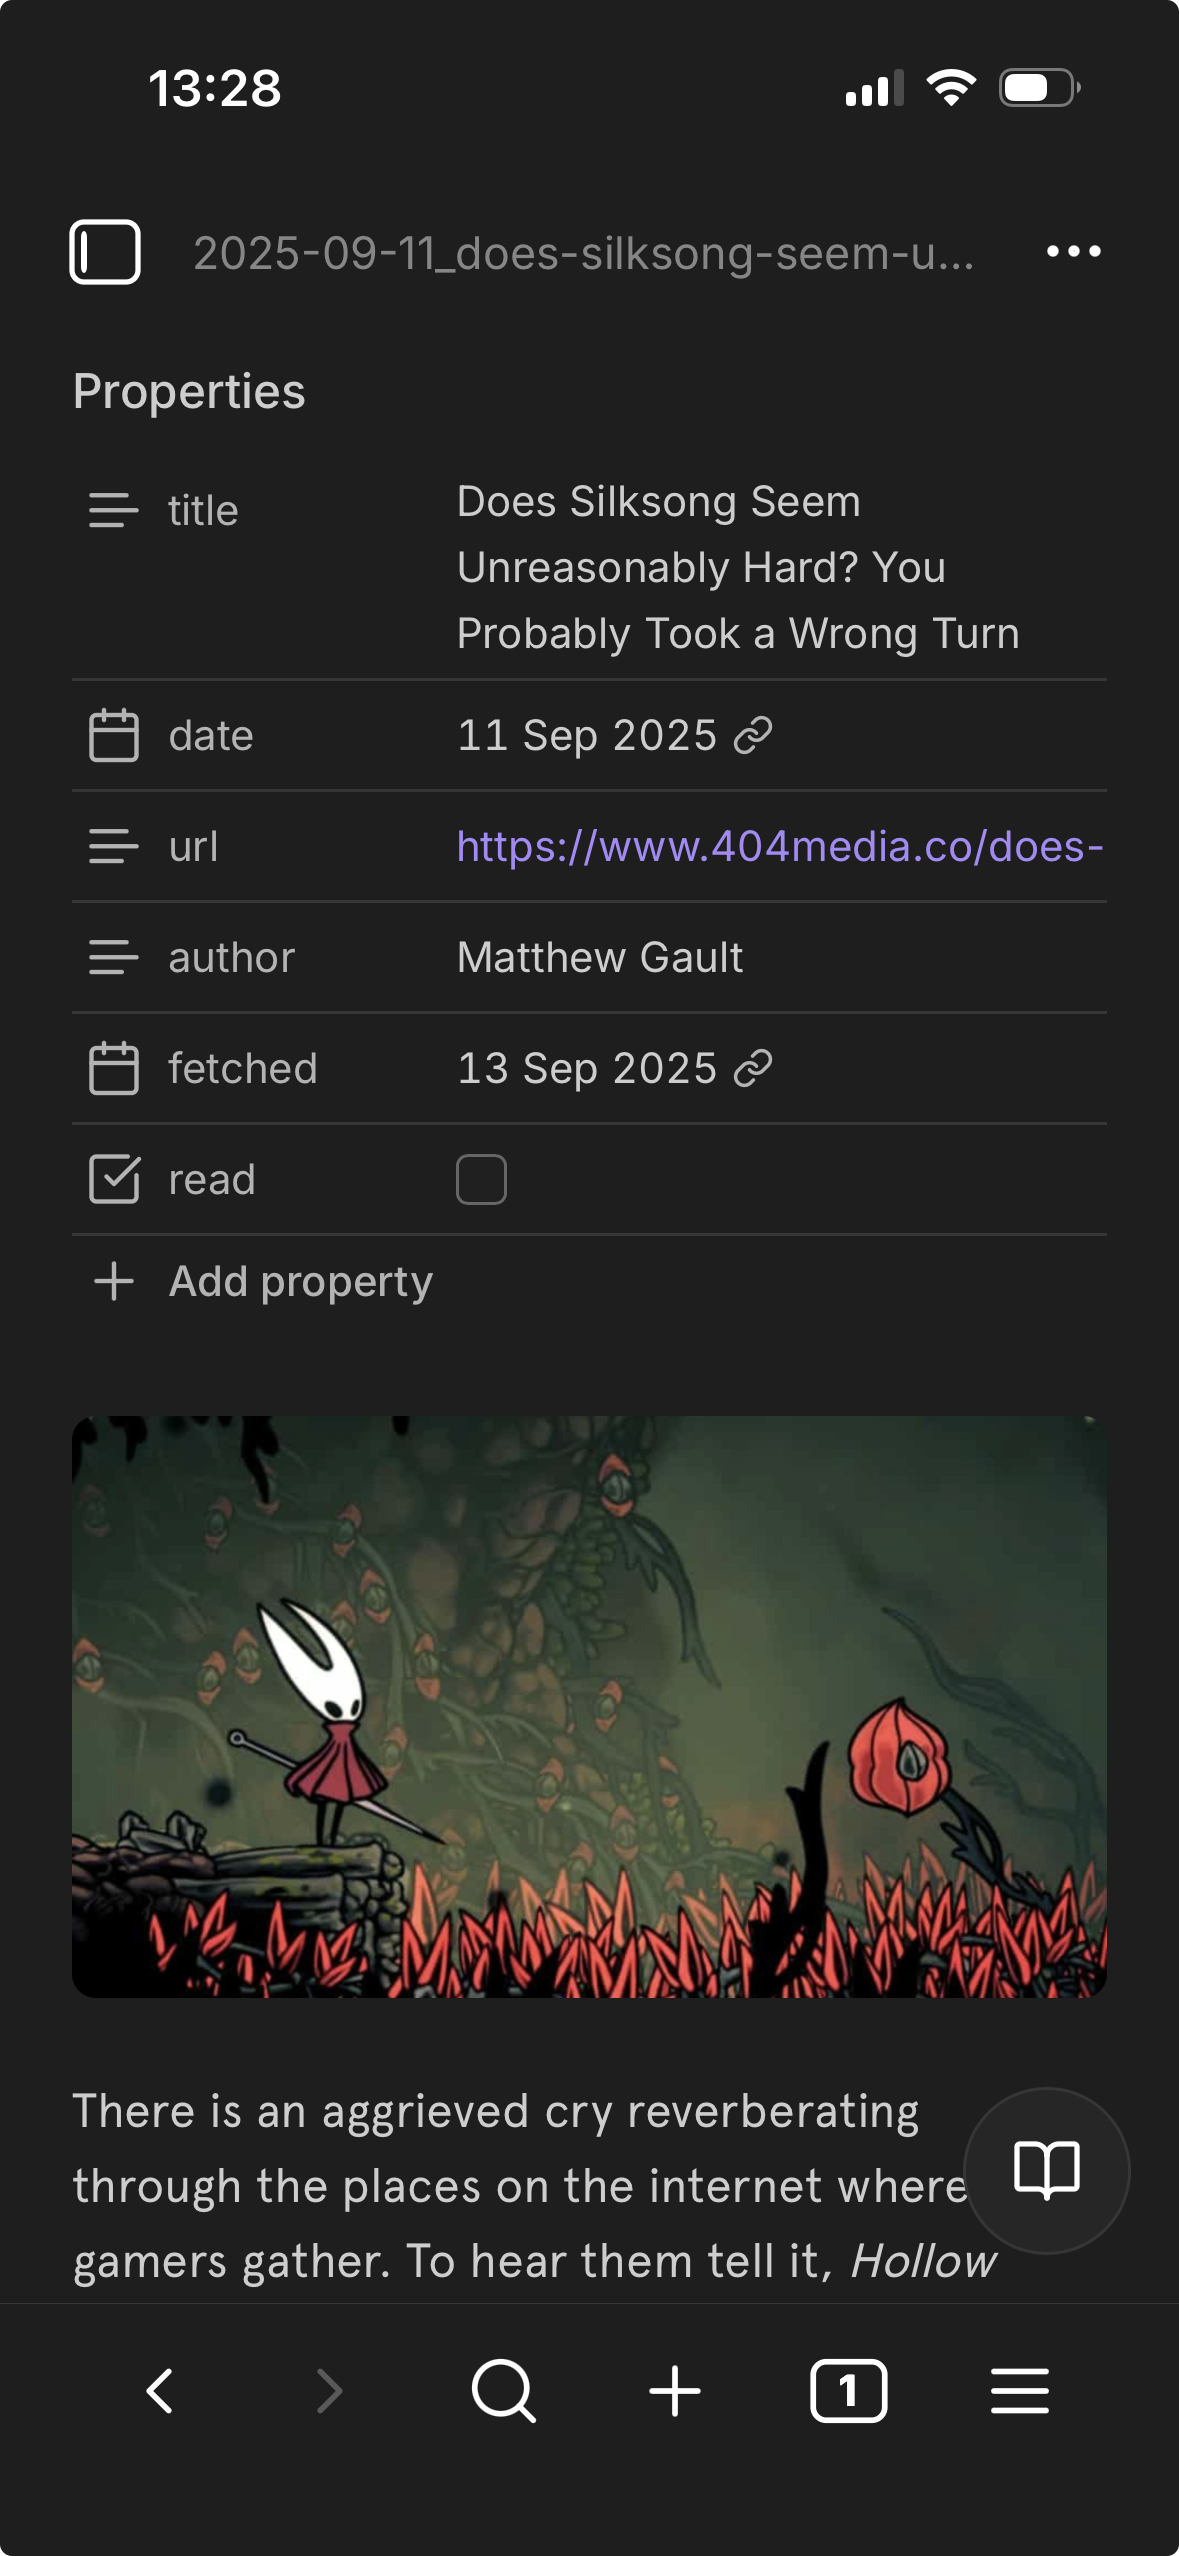 13:28
2025-09-11_does-silksong-seem-u...
Properties
title
Does Silksong Seem
Unreasonably Hard? You
Probably Took a Wrong Turn
date
11 Sep 2025
url
https://www.404media.co/does-
author
Matthew Gault
fetched
13 Sep 2025
read
Add property
There is an aggrieved cry reverberating
through the places on the internet where
gamers gather. To hear them tell it, Hollow
1